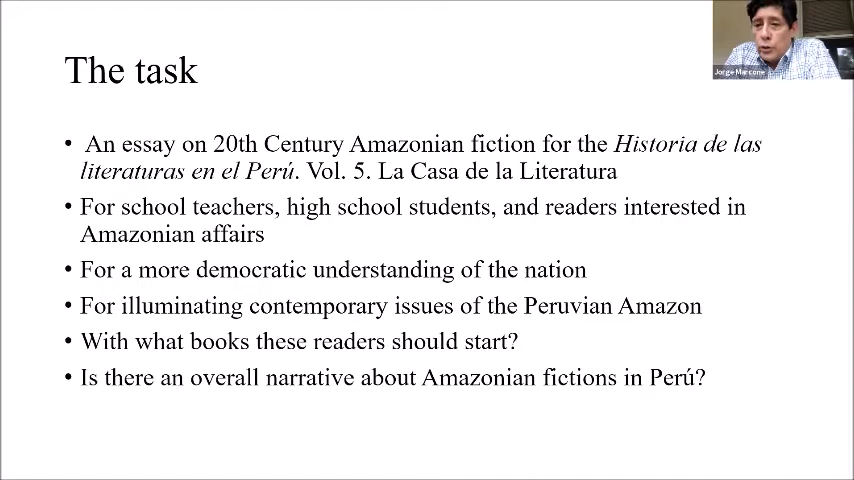 The task
• An essay on 20th Century Amazonian fiction for the Historia de las
literaturas en el Perú. Vol. 5. La Casa de la Literatura
• For school teachers, high school students, and readers interested in
Amazonian affairs
• For a more democratic understanding of the nation
• For illuminating contemporary issues of the Peruvian Amazon
• With what books these readers should start?
• Is there an overall narrative about Amazonian fictions in Perú?
Jorge Marcone